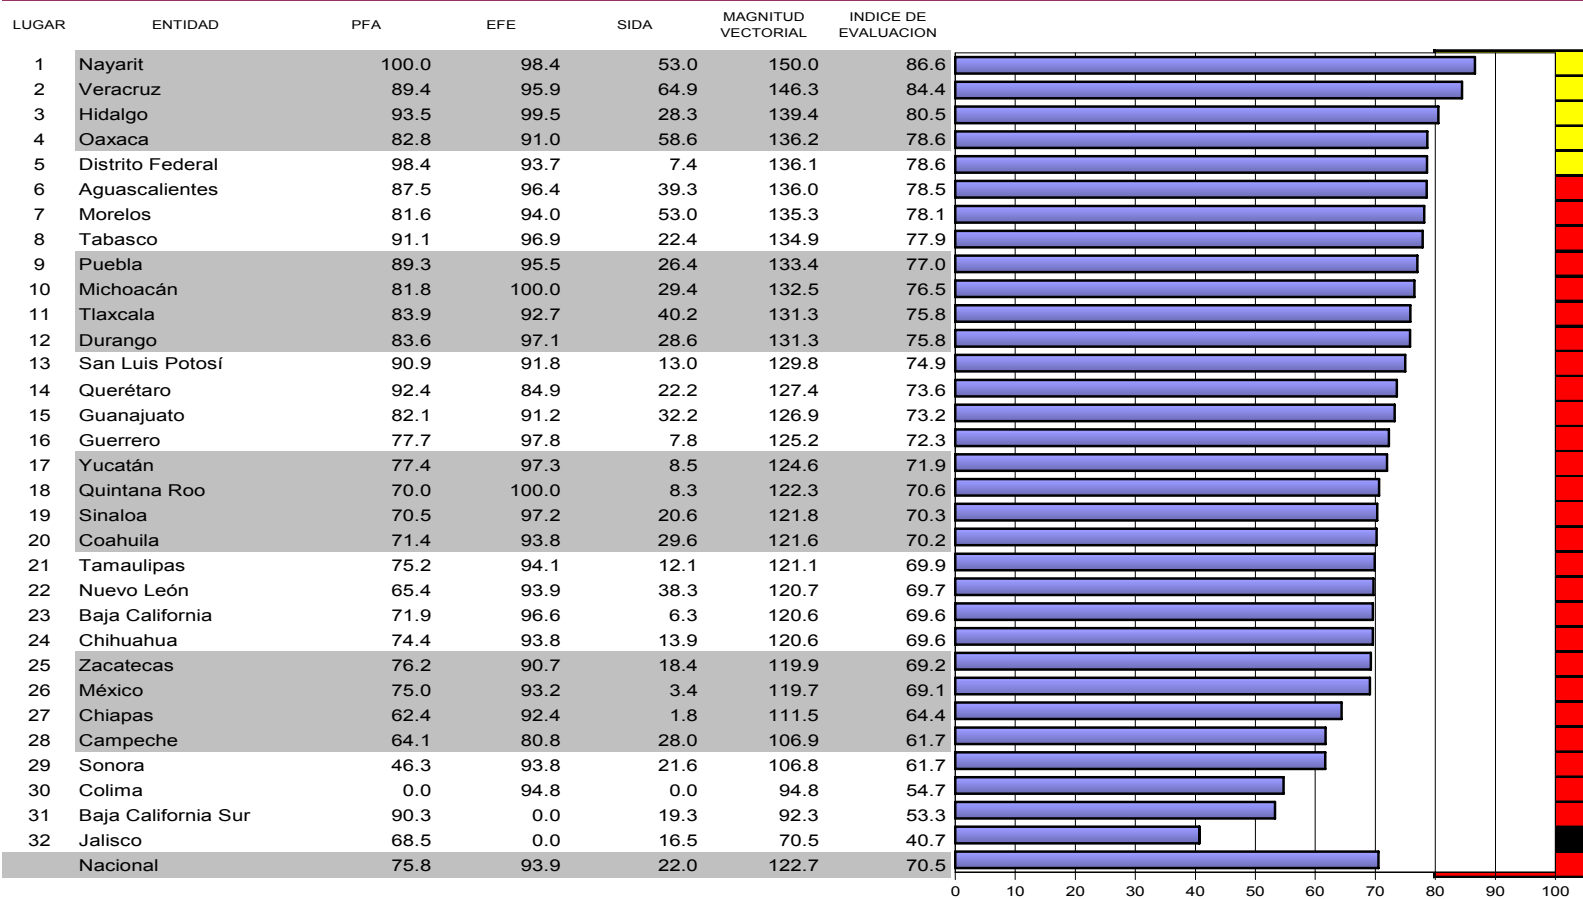 LUGAR ENTIDAD PFA EFE SIDA MAGNITUD VECTORIAL INDICE DE EVALUACION
1 Nayarit 100.0 98.4 53.0 150.0 86.6
2 Veracruz 89.4 95.9 64.9 146.3 84.4
3 Hidalgo 93.5 99.5 28.3 139.4 80.5
4 Oaxaca 82.8 91.0 58.6 136.2 78.6
5 Distrito Federal 98.4 93.7 7.4 136.1 78.6
6 Aguascalientes 87.5 96.4 39.3 136.0 78.5
7 Morelos 81.6 94.0 53.0 135.3 78.1
8 Tabasco 91.1 96.9 22.4 134.9 77.9
9 Puebla 89.3 95.5 26.4 133.4 77.0
10 Michoacán 81.8 100.0 29.4 132.5 76.5
11 Tlaxcala 83.9 92.7 40.2 131.3 75.8
12 Durango 83.6 97.1 28.6 131.3 75.8
13 San Luis Potosí 90.9 91.8 13.0 129.8 74.9
14 Querétaro 92.4 84.9 22.2 127.4 73.6
15 Guanajuato 82.1 91.2 32.2 126.9 73.2
16 Guerrero 77.7 97.8 7.8 125.2 72.3
17 Yucatán 77.4 97.3 8.5 124.6 71.9
18 Quintana Roo 70.0 100.0 8.3 122.3 70.6
19 Sinaloa 70.5 97.2 20.6 121.8 70.3
20 Coahuila 71.4 93.8 29.6 121.6 70.2
21 Tamaulipas 75.2 94.1 12.1 121.1 69.9
22 Nuevo León 65.4 93.9 38.3 120.7 69.7
23 Baja California 71.9 96.6 6.3 120.6 69.6
24 Chihuahua 74.4 93.8 13.9 120.6 69.6
25 Zacatecas 76.2 90.7 18.4 119.9 69.2
26 México 75.0 93.2 3.4 119.7 69.1
27 Chiapas 62.4 92.4 1.8 111.5 64.4
28 Campeche 64.1 80.8 28.0 106.9 61.7
29 Sonora 46.3 93.8 21.6 106.8 61.7
30 Colima 0.0 94.8 0.0 94.8 54.7
31 Baja California Sur 90.3 0.0 19.3 92.3 53.3
32 Jalisco 68.5 0.0 16.5 70.5 40.7
Nacional 75.8 93.9 22.0 122.7 70.5
0 10 20 30 40 50 60 70 80 90 100